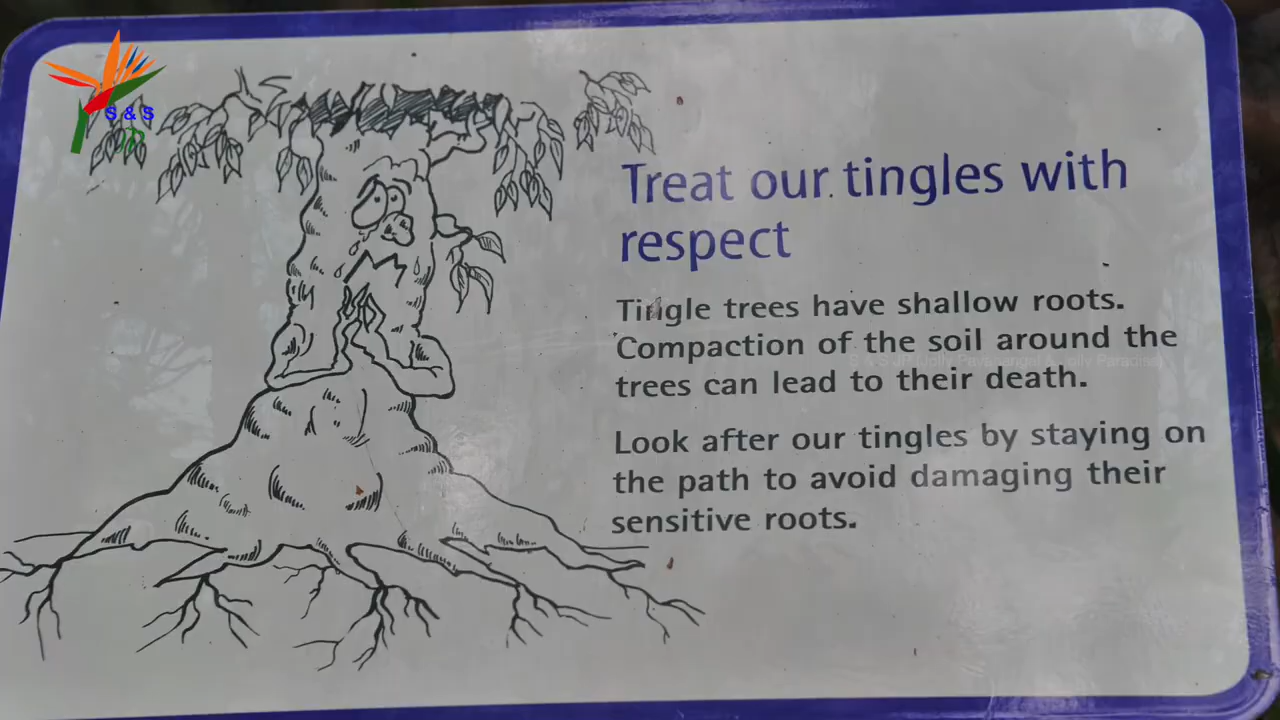 S & S
JP
Treat our tingles with
respect
Tingle trees have shallow roots.
Compaction of the soil around the
trees can lead to their death.
Look after our tingles by staying on
the path to avoid damaging their
sensitive roots.